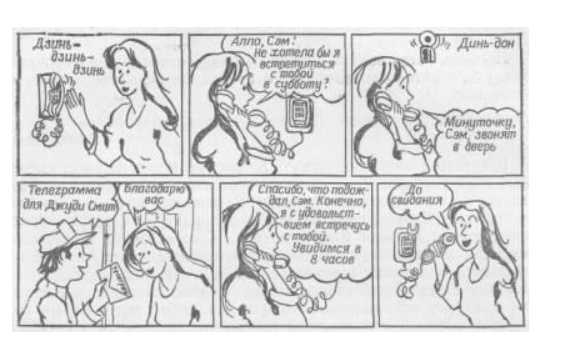 Дзинь-
дзинь-
дзинь
Алло, Сэм!
Не хотела бы я
встретиться
с тобой
в субботу?
Динь-дон
Минуточку,
Сэм, звонят
в дверь
Телеграмма
для Джуди Смит
Благодарю
вас
Спасибо, что подож-
дал, Сэм. Конечно,
я с удовольст-
вием встречусь
с тобой.
Увидимся в
8 часов
До
свидания